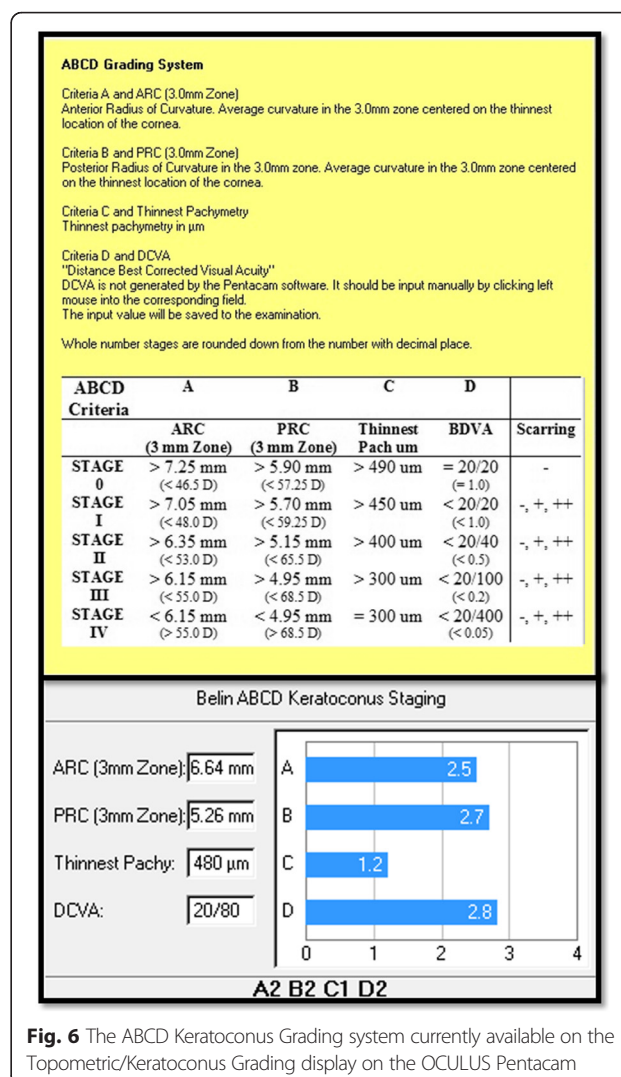 ABCD Grading System
Criteria A and ARC (3.0mm Zone)
Anterior Radius of Curvature. Average curvature in the 3.0mm zone centered on the thinnest
location of the cornea.
Criteria B and PRC (3.0mm Zone)
Posterior Radius of Curvature in the 3.0mm zone. Average curvature in the 3.0mm zone centered
on the thinnest location of the cornea.
Criteria C and Thinnest Pachymetry
Thinnest pachymetry in µm
Criteria D and DCVA
"Distance Best Corrected Visual Acuity"
DCVA is not generated by the Pentacam software. It should be input manually by clicking left
mouse into the corresponding field.
The input value will be saved to the examination.
Whole number stages are rounded down from the number with decimal place.
ABCD A B C D
Criteria
ARC PRC Thinnest BDVA Scarring
(3 mm Zone) (3 mm Zone) Pach um
STAGE > 7.25 mm > 5.90 mm > 490 um = 20/20 -
0 (< 46.5 D) (< 57.25 D) (= 1.0)
STAGE > 7.05 mm > 5.70 mm > 450 um < 20/20 -, +, ++
I (< 48.0 D) (< 59.25 D) (< 1.0)
STAGE > 6.35 mm > 5.15 mm > 400 um < 20/40 -, +, ++
II (< 53.0 D) (< 65.5 D) (< 0.5)
STAGE > 6.15 mm > 4.95 mm > 300 um < 20/100 -, +, ++
III (< 55.0 D) (< 68.5 D) (< 0.2)
STAGE < 6.15 mm < 4.95 mm = 300 um < 20/400 -, +, ++
IV (> 55.0 D) (> 68.5 D) (< 0.05)
Belin ABCD Keratoconus Staging
ARC (3mm Zone): 6.64 mm A 2.5
PRC (3mm Zone): 5.26 mm B 2.7
Thinnest Pachy: 480 µm C 1.2
DCVA: 20/80 D 2.8
0 1 2 3 4
A2 B2 C1 D2
Fig. 6 The ABCD Keratoconus Grading system currently available on the
Topometric/Keratoconus Grading display on the OCULUS Pentacam